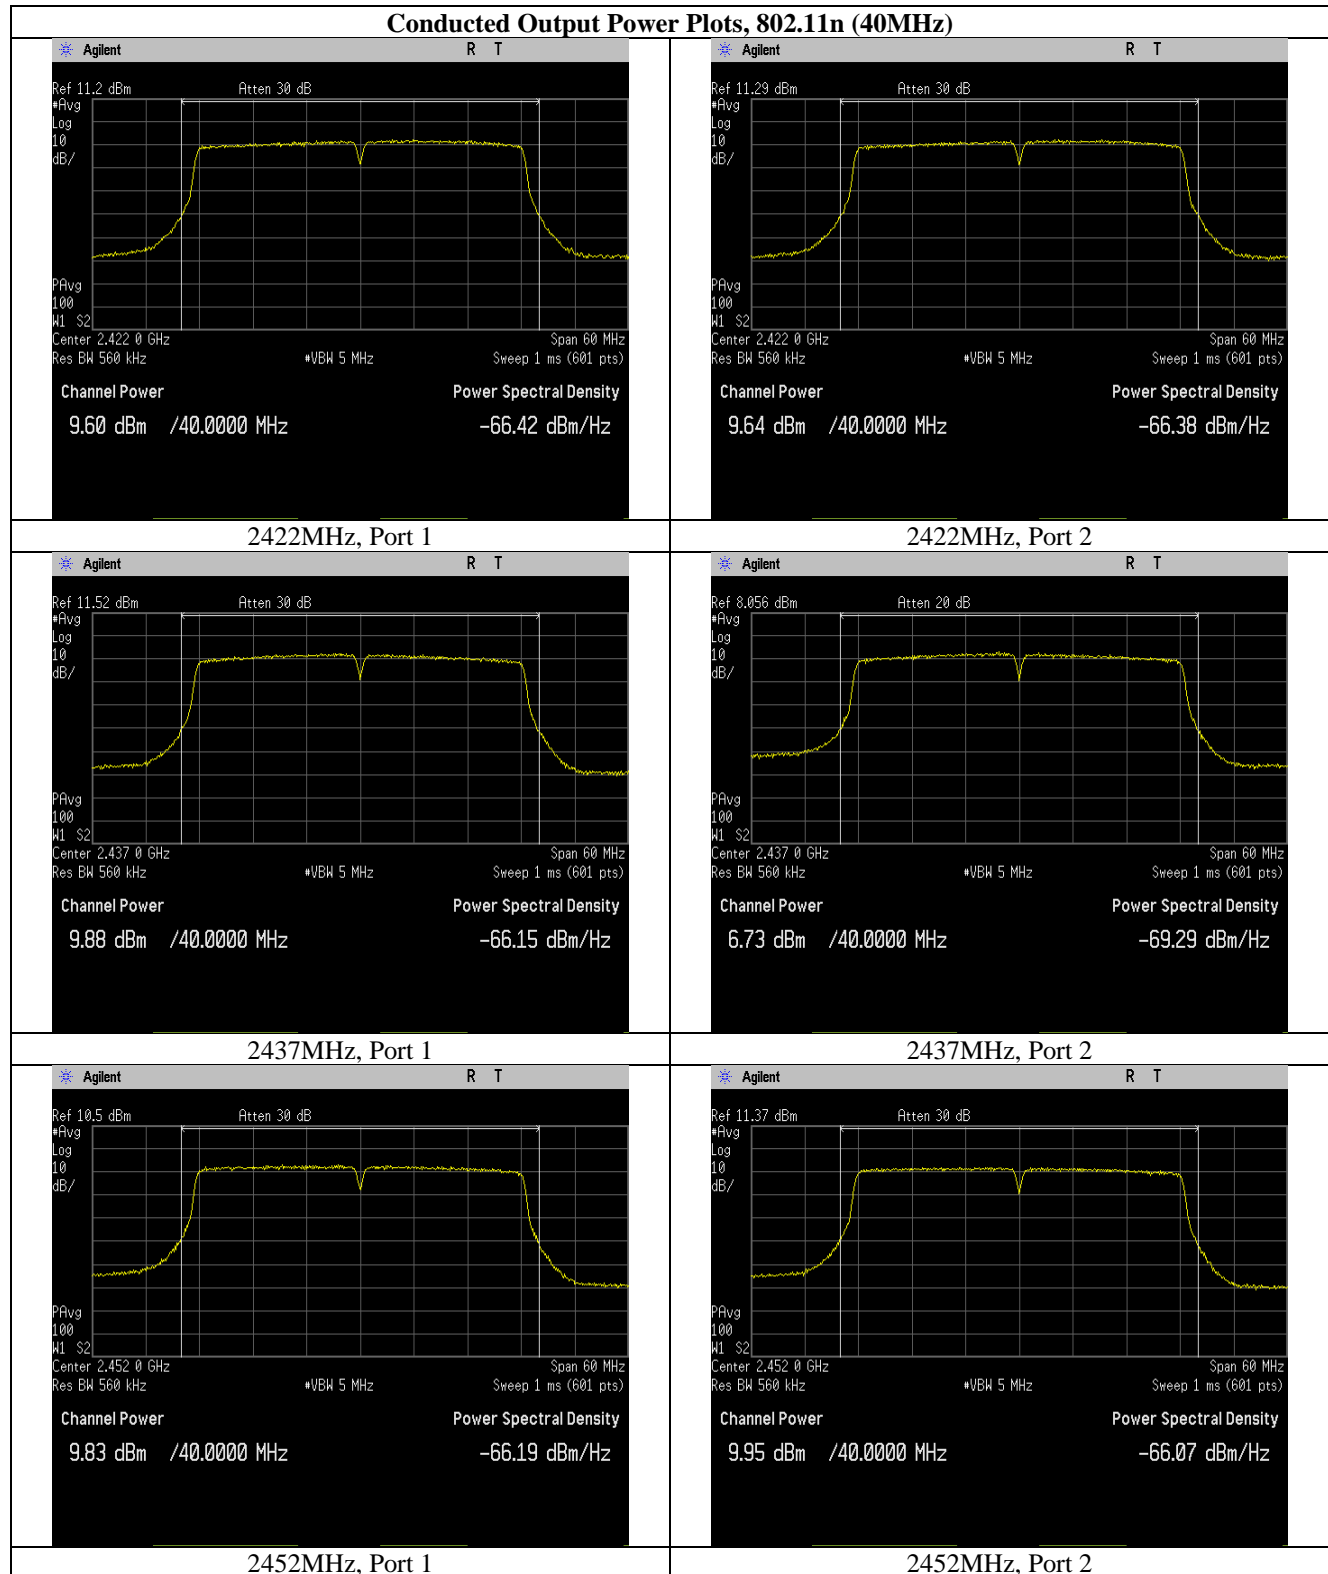 Conducted Output Power Plots, 802.11n (40MHz)
Agilent R T
Ref 11.2 dBm Atten 30 dB
#Avg
Log
10
dB/
PAvg
100
W1 S2
Center 2.422 0 GHz Span 60 MHz
Res BW 560 kHz #VBW 5 MHz Sweep 1 ms (601 pts)
Channel Power Power Spectral Density
9.60 dBm /40.0000 MHz -66.42 dBm/Hz
2422MHz, Port 1
Agilent R T
Ref 11.29 dBm Atten 30 dB
#Avg
Log
10
dB/
PAvg
100
W1 S2
Center 2.422 0 GHz Span 60 MHz
Res BW 560 kHz #VBW 5 MHz Sweep 1 ms (601 pts)
Channel Power Power Spectral Density
9.64 dBm /40.0000 MHz -66.38 dBm/Hz
2422MHz, Port 2
Agilent R T
Ref 11.52 dBm Atten 30 dB
#Avg
Log
10
dB/
PAvg
100
W1 S2
Center 2.437 0 GHz Span 60 MHz
Res BW 560 kHz #VBW 5 MHz Sweep 1 ms (601 pts)
Channel Power Power Spectral Density
9.88 dBm /40.0000 MHz -66.15 dBm/Hz
2437MHz, Port 1
Agilent R T
Ref 8.056 dBm Atten 20 dB
#Avg
Log
10
dB/
PAvg
100
W1 S2
Center 2.437 0 GHz Span 60 MHz
Res BW 560 kHz #VBW 5 MHz Sweep 1 ms (601 pts)
Channel Power Power Spectral Density
6.73 dBm /40.0000 MHz -69.29 dBm/Hz
2437MHz, Port 2
Agilent R T
Ref 10.5 dBm Atten 30 dB
#Avg
Log
10
dB/
PAvg
100
W1 S2
Center 2.452 0 GHz Span 60 MHz
Res BW 560 kHz #VBW 5 MHz Sweep 1 ms (601 pts)
Channel Power Power Spectral Density
9.83 dBm /40.0000 MHz -66.19 dBm/Hz
2452MHz, Port 1
Agilent R T
Ref 11.37 dBm Atten 30 dB
#Avg
Log
10
dB/
PAvg
100
W1 S2
Center 2.452 0 GHz Span 60 MHz
Res BW 560 kHz #VBW 5 MHz Sweep 1 ms (601 pts)
Channel Power Power Spectral Density
9.95 dBm /40.0000 MHz -66.07 dBm/Hz
2452MHz, Port 2